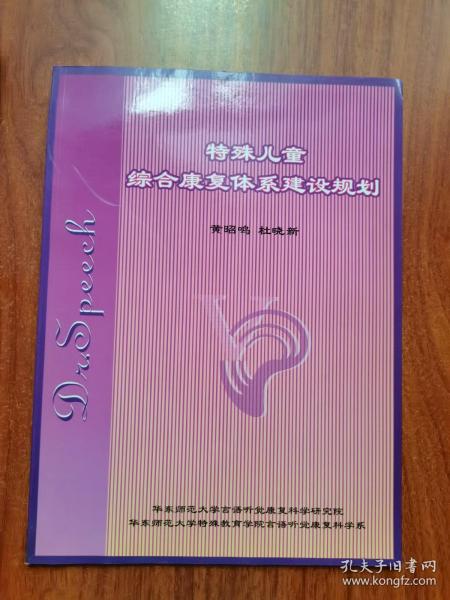 特殊儿童
综合康复体系建设规划
黄昭鸣 杜晓新
Dr.Speech
V
华东师范大学言语听觉康复科学研究院
华东师范大学特殊教育学院言语听觉康复科学系
孔夫子旧书网
www.kongfz.com